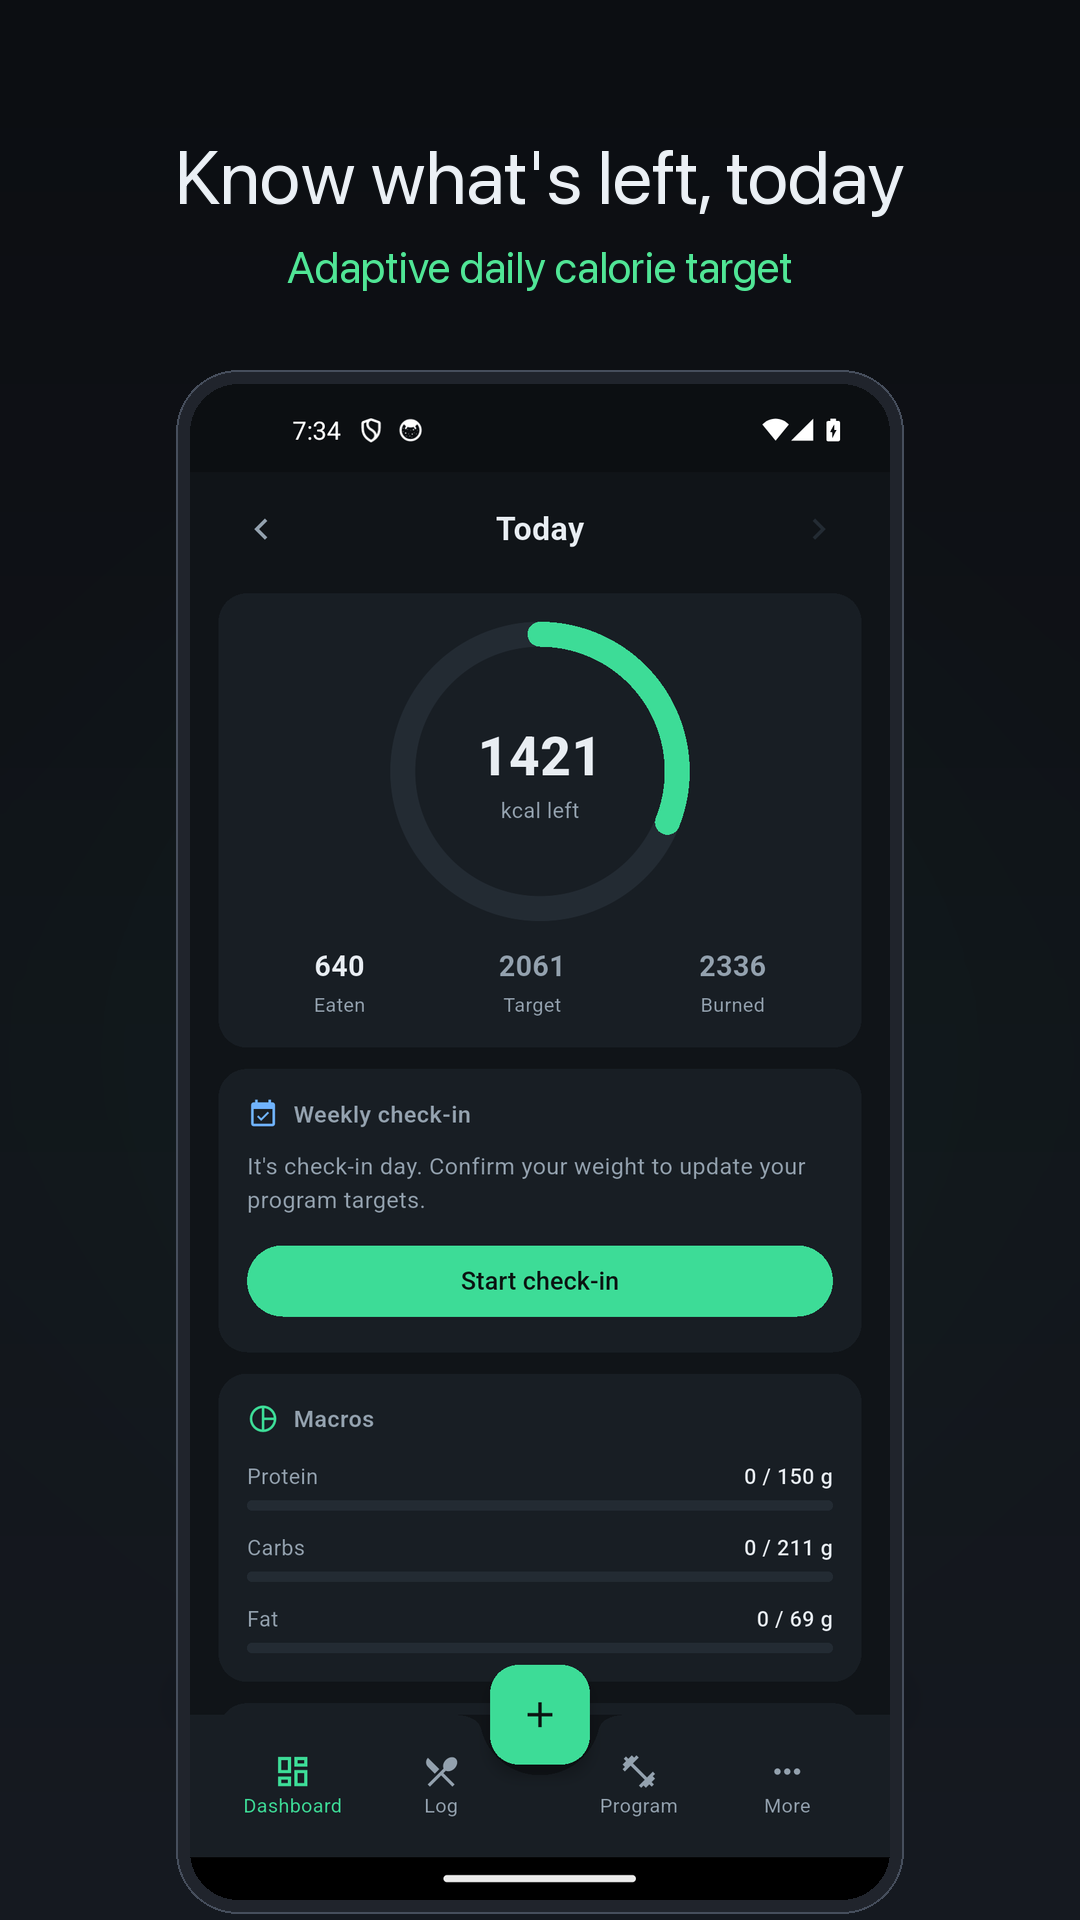 Know what's left, today
Adaptive daily calorie target
7:34
Today
1421
kcal left
640 2061 2336
Eaten Target Burned
Weekly check-in
It's check-in day. Confirm your weight to update your
program targets.
Start check-in
Macros
Protein 0 / 150 g
Carbs 0 / 211 g
Fat 0 / 69 g
+
Dashboard Log Program More